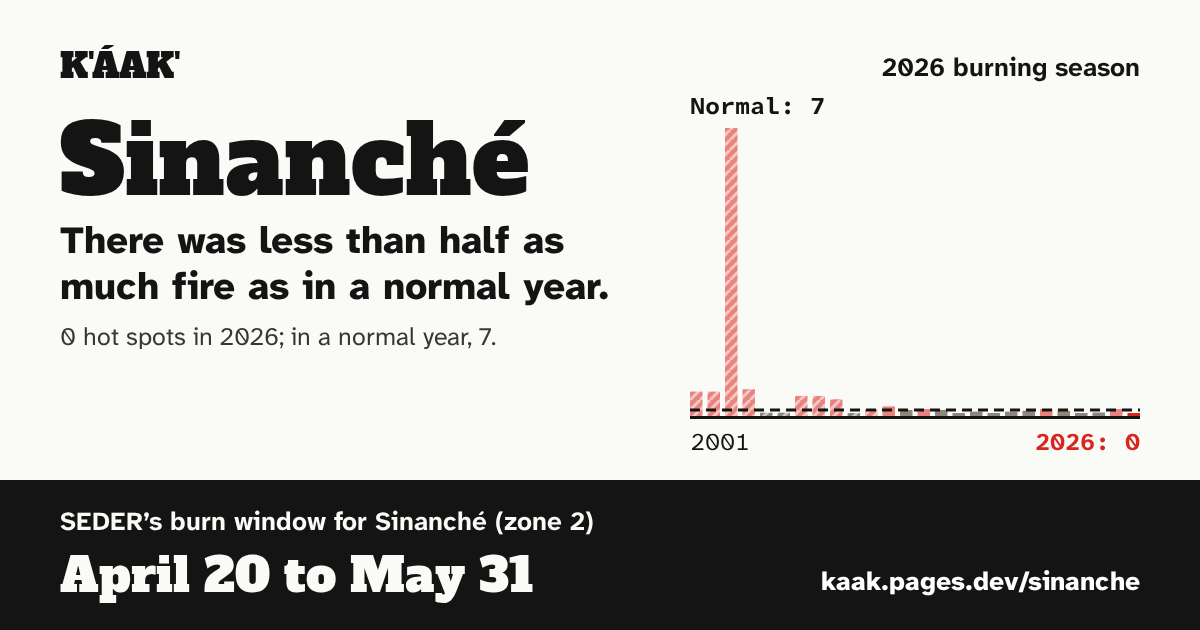 K'ÁAK'
Sinanché
There was less than half as
much fire as in a normal year.
0 hot spots in 2026; in a normal year, 7.
2026 burning season
Normal: 7
2001
2026: 0
SEDER’s burn window for Sinanché (zone 2)
April 20 to May 31
kaak.pages.dev/sinanche